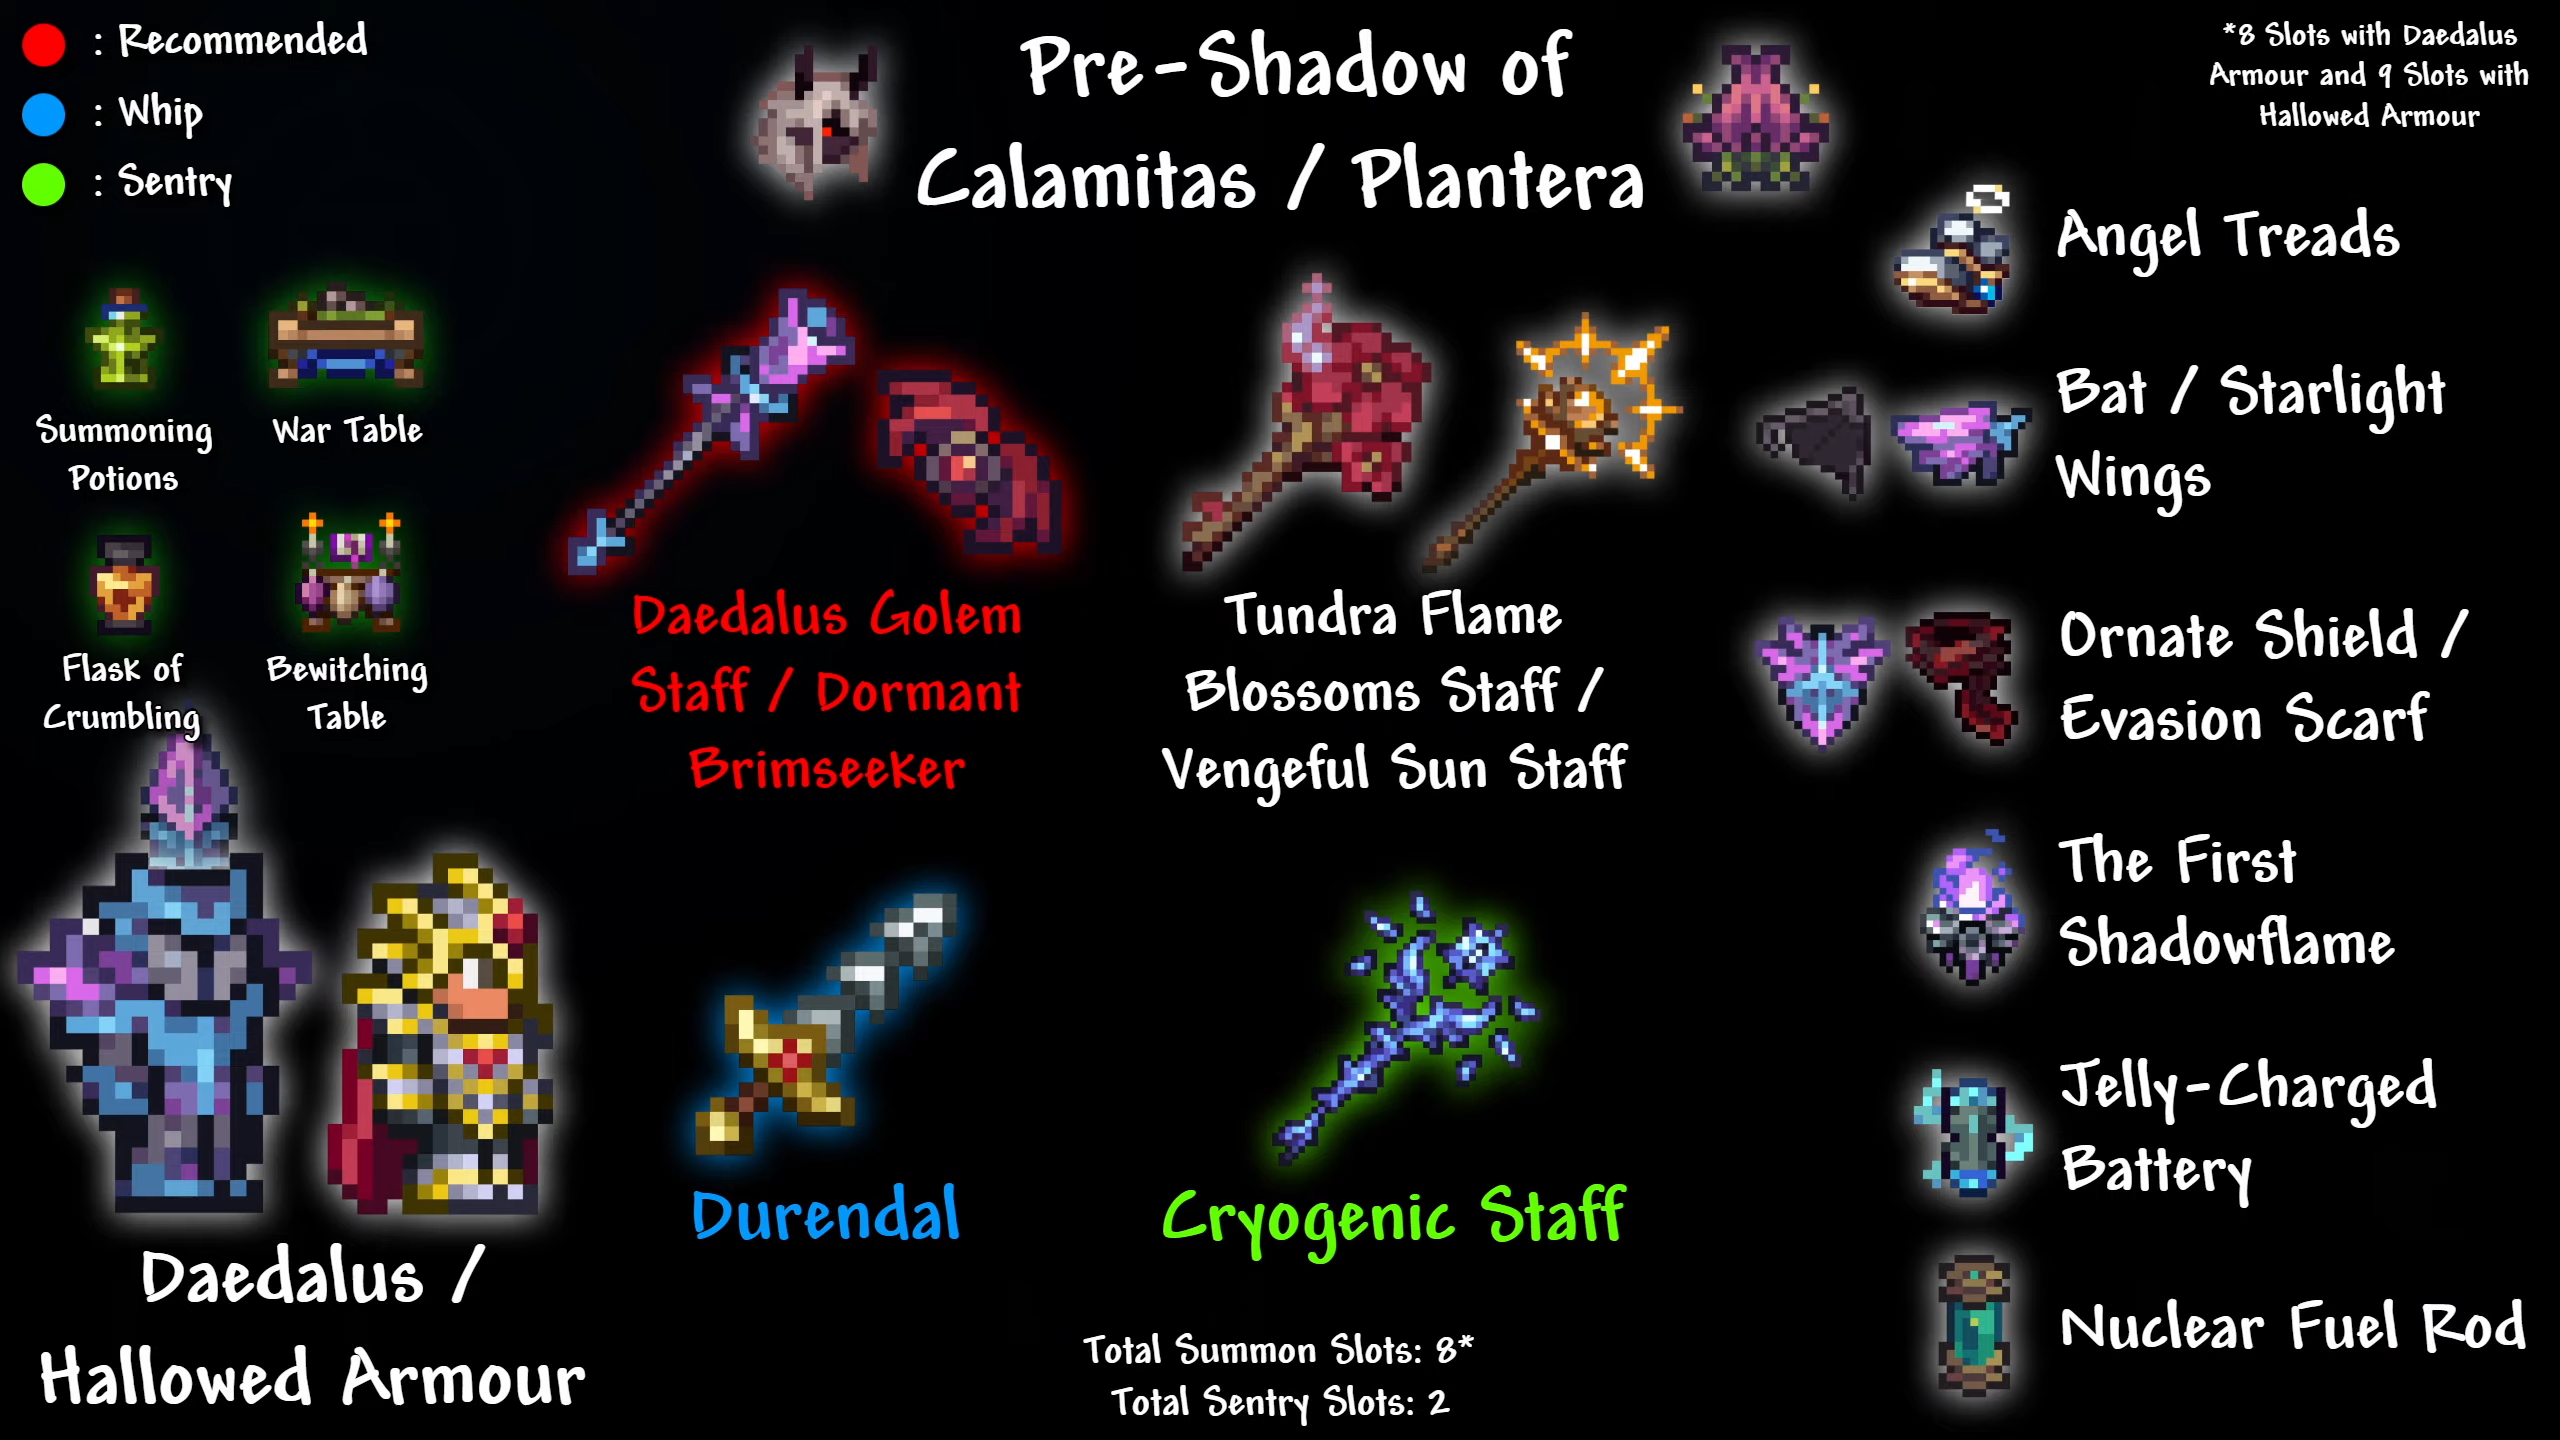 : Recommended
: Whip
: Sentry
Pre-Shadow of
Calamitas / Plantera
*8 Slots with Daedalus
Armour and 9 Slots with
Hallowed Armour
Summoning
Potions
War Table
Flask of
Crumbling
Bewitching
Table
Daedalus /
Hallowed Armour
Daedalus Golem
Staff / Dormant
Brimseeker
Tundra Flame
Blossoms Staff /
Vengeful Sun Staff
Durendal
Cryogenic Staff
Total Summon Slots: 8*
Total Sentry Slots: 2
Angel Treads
Bat / Starlight
Wings
Ornate Shield /
Evasion Scarf
The First
Shadowflame
Jelly-Charged
Battery
Nuclear Fuel Rod